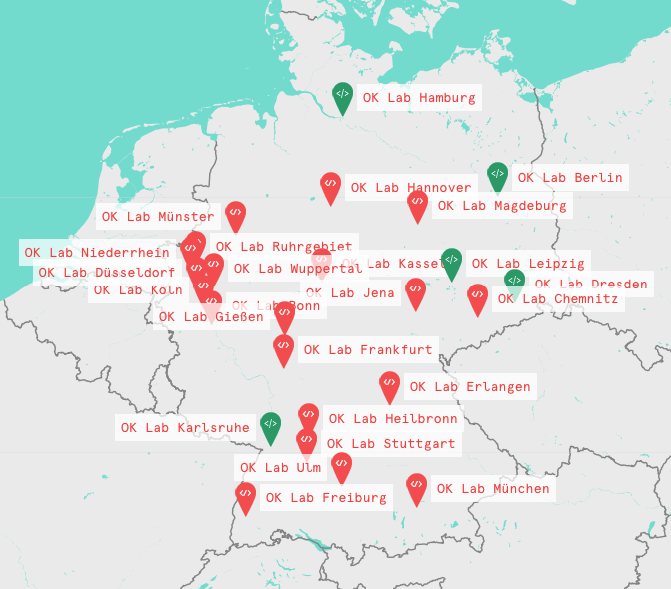 OK Lab Hamburg
OK Lab Berlin
OK Lab Hannover
OK Lab Magdeburg
OK Lab Münster
OK Lab Ruhrgebiet
OK Lab Niederrhein
OK Lab Kassel
OK Lab Leipzig
OK Lab Wuppertal
OK Lab Düsseldorf
OK Lab Dresden
OK Lab Köln
OK Lab Jena
OK Lab Chemnitz
OK Lab Bonn
OK Lab Gießen
OK Lab Frankfurt
OK Lab Erlangen
OK Lab Heilbronn
OK Lab Karlsruhe
OK Lab Stuttgart
OK Lab Ulm
OK Lab München
OK Lab Freiburg